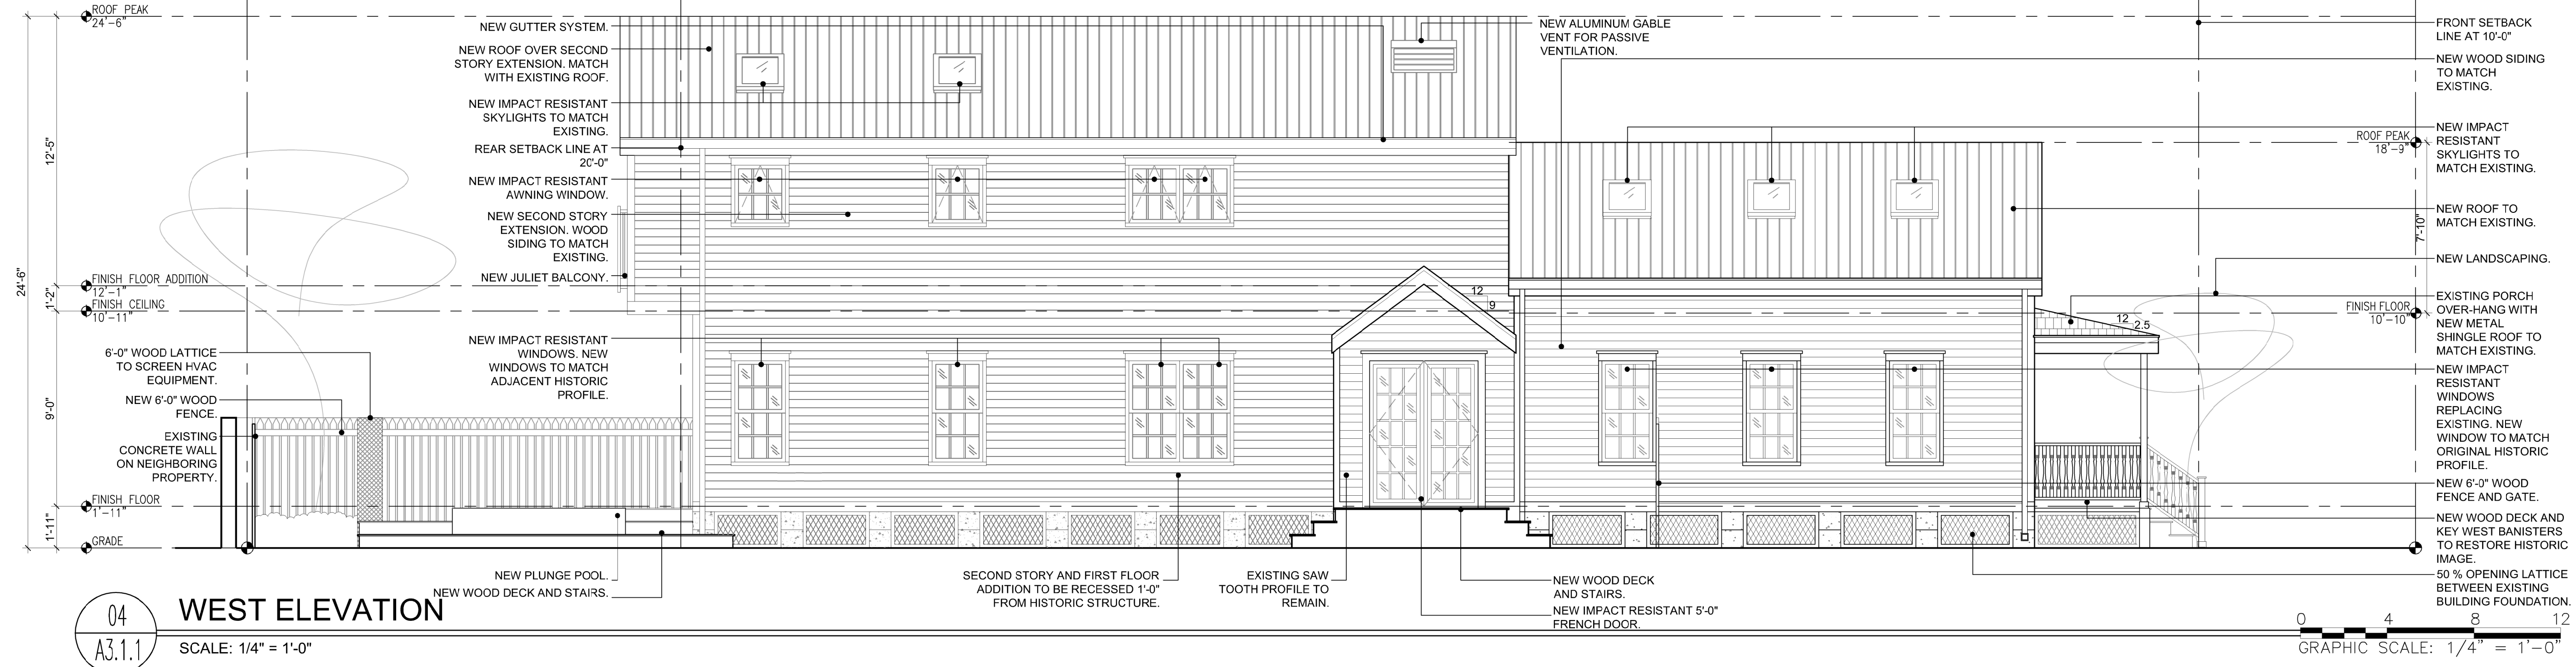 ROOF PEAK
24'-6"
12'-5"
24'-6"
1'-2"
FINISH FLOOR ADDITION
12'-1"
FINISH CEILING
10'-11"
9'-0"
FINISH FLOOR
1'-11"
1'-11"
GRADE
NEW GUTTER SYSTEM.
NEW ROOF OVER SECOND
STORY EXTENSION. MATCH
WITH EXISTING ROOF.
NEW IMPACT RESISTANT
SKYLIGHTS TO MATCH
EXISTING.
REAR SETBACK LINE AT
20'-0"
NEW IMPACT RESISTANT
AWNING WINDOW.
NEW SECOND STORY
EXTENSION. WOOD
SIDING TO MATCH
EXISTING.
NEW JULIET BALCONY.
NEW IMPACT RESISTANT
WINDOWS. NEW
WINDOWS TO MATCH
ADJACENT HISTORIC
PROFILE.
6'-0" WOOD LATTICE
TO SCREEN HVAC
EQUIPMENT.
NEW 6'-0" WOOD
FENCE.
EXISTING
CONCRETE WALL
ON NEIGHBORING
PROPERTY.
NEW PLUNGE POOL.
NEW WOOD DECK AND STAIRS.
SECOND STORY AND FIRST FLOOR
ADDITION TO BE RECESSED 1'-0"
FROM HISTORIC STRUCTURE.
EXISTING SAW
TOOTH PROFILE TO
REMAIN.
NEW WOOD DECK
AND STAIRS.
NEW IMPACT RESISTANT 5'-0"
FRENCH DOOR.
NEW ALUMINUM GABLE
VENT FOR PASSIVE
VENTILATION.
12
9
12
2.5
ROOF PEAK
18'-9"
7'-10"
FINISH FLOOR
10'-10"
FRONT SETBACK
LINE AT 10'-0"
NEW WOOD SIDING
TO MATCH
EXISTING.
NEW IMPACT
RESISTANT
SKYLIGHTS TO
MATCH EXISTING.
NEW ROOF TO
MATCH EXISTING.
NEW LANDSCAPING.
EXISTING PORCH
OVER-HANG WITH
NEW METAL
SHINGLE ROOF TO
MATCH EXISTING.
NEW IMPACT
RESISTANT
WINDOWS
REPLACING
EXISTING. NEW
WINDOW TO MATCH
ORIGINAL HISTORIC
PROFILE.
NEW 6'-0" WOOD
FENCE AND GATE.
NEW WOOD DECK AND
KEY WEST BANISTERS
TO RESTORE HISTORIC
IMAGE.
50 % OPENING LATTICE
BETWEEN EXISTING
BUILDING FOUNDATION.
04
A3.1.1
WEST ELEVATION
SCALE: 1/4" = 1'-0"
0 4 8 12
GRAPHIC SCALE: 1/4" = 1'-0"